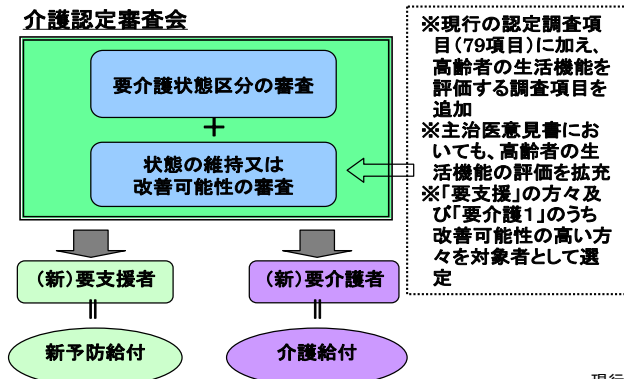 介護認定審査会
要介護状態区分の審査
+
状態の維持又は
改善可能性の審査
※現行の認定調査項
目(79項目)に加え、
高齢者の生活機能を
評価する調査項目を
追加
※主治医意見書にお
いても、高齢者の生
活機能の評価を拡充
※「要支援」の方々及
び「要介護1」のうち
改善可能性の高い方
々を対象者として選
定
(新)要支援者
(新)要介護者
||
||
新予防給付
介護給付
現行